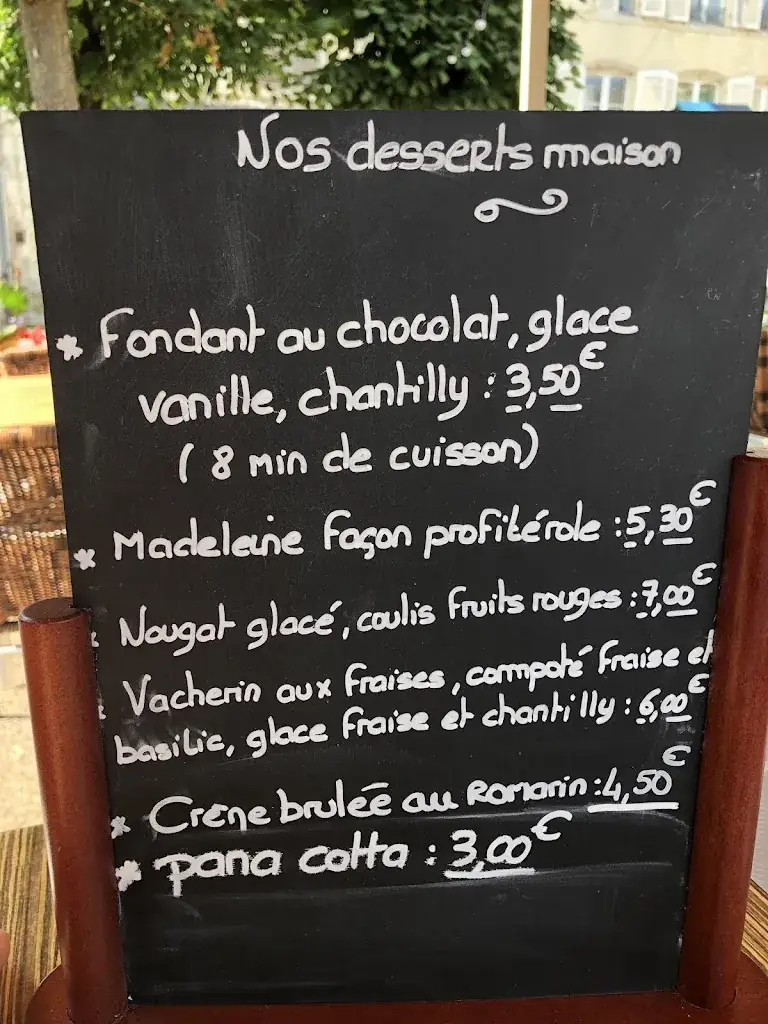 Nos desserts maison
* Fondant au chocolat, glace
vanille, chantilly : 3,50€
( 8 min de cuisson)
* Madeleine façon profitérole : 5,30€
* Nougat glacé, coulis fruits rouges : 7,00€
* Vacherin aux fraises, compoté fraise et
basilic, glace fraise et chantilly : 6,00€
* Crème brulée au Romarin : 4,50€
* pana cotta : 3,00€